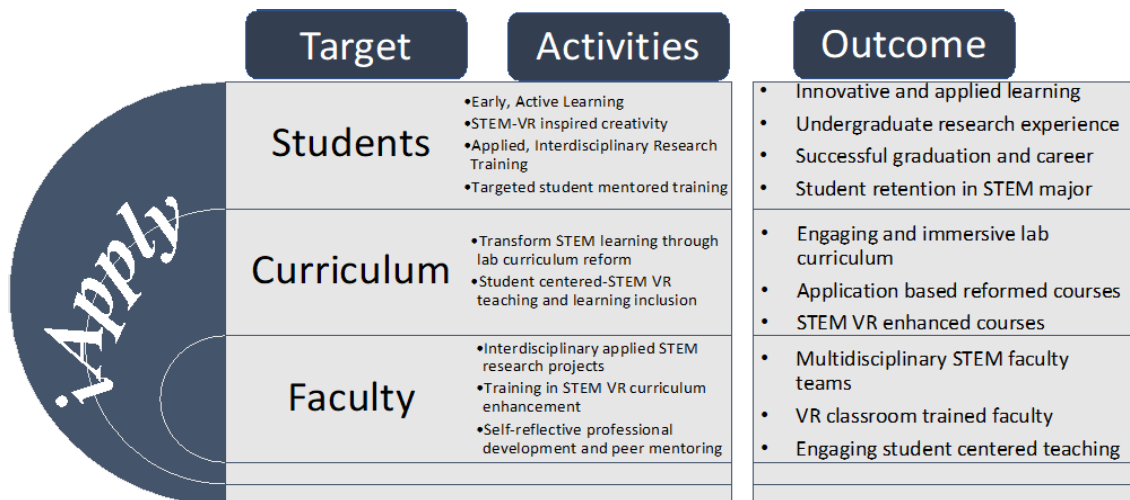 Target
Activities
Outcome
iApply
Students
•Early, Active Learning
•STEM-VR inspired creativity
•Applied, Interdisciplinary Research
Training
•Targeted student mentored training
• Innovative and applied learning
• Undergraduate research experience
• Successful graduation and career
• Student retention in STEM major
Curriculum
•Transform STEM learning through
lab curriculum reform
•Student centered-STEM VR
teaching and learning inclusion
• Engaging and immersive lab
curriculum
• Application based reformed courses
• STEM VR enhanced courses
Faculty
•Interdisciplinary applied STEM
research projects
•Training in STEM VR curriculum
enhancement
•Self-reflective professional
development and peer mentoring
• Multidisciplinary STEM faculty
teams
• VR classroom trained faculty
• Engaging student centered teaching